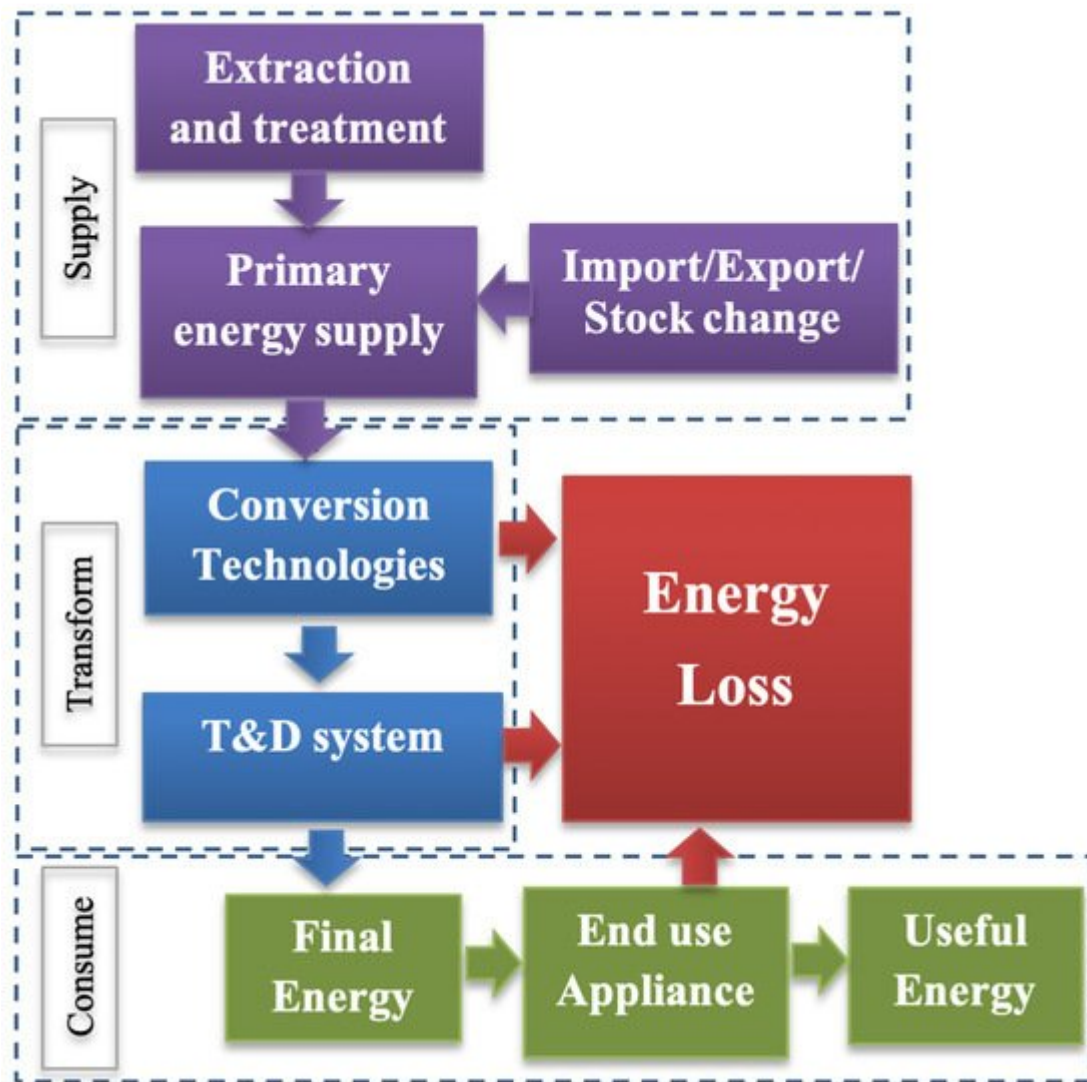 Supply
Extraction
and treatment
Primary
energy supply
Import/Export/
Stock change
Transform
Conversion
Technologies
T&D system
Energy
Loss
Consume
Final
Energy
End use
Appliance
Useful
Energy